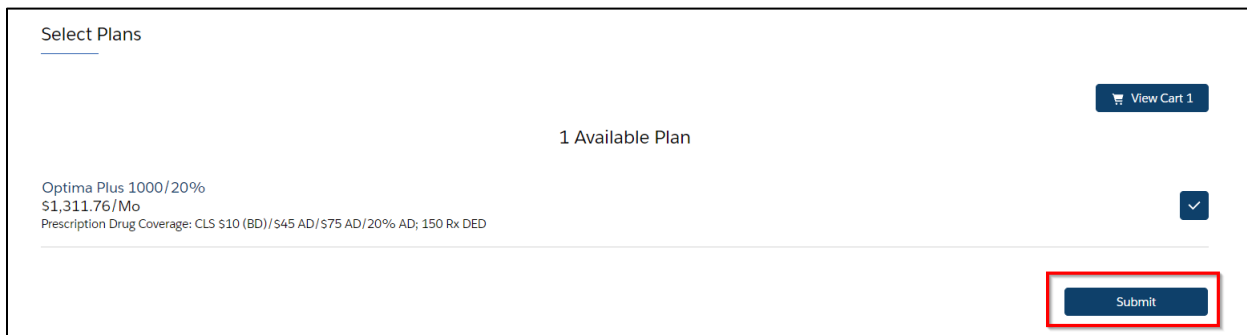 Select Plans
View Cart 1
1 Available Plan
Optima Plus 1000/20%
$1,311.76/Mo
Prescription Drug Coverage: CLS $10 (BD)/$45 AD/$75 AD/20% AD; 150 Rx DED
Submit